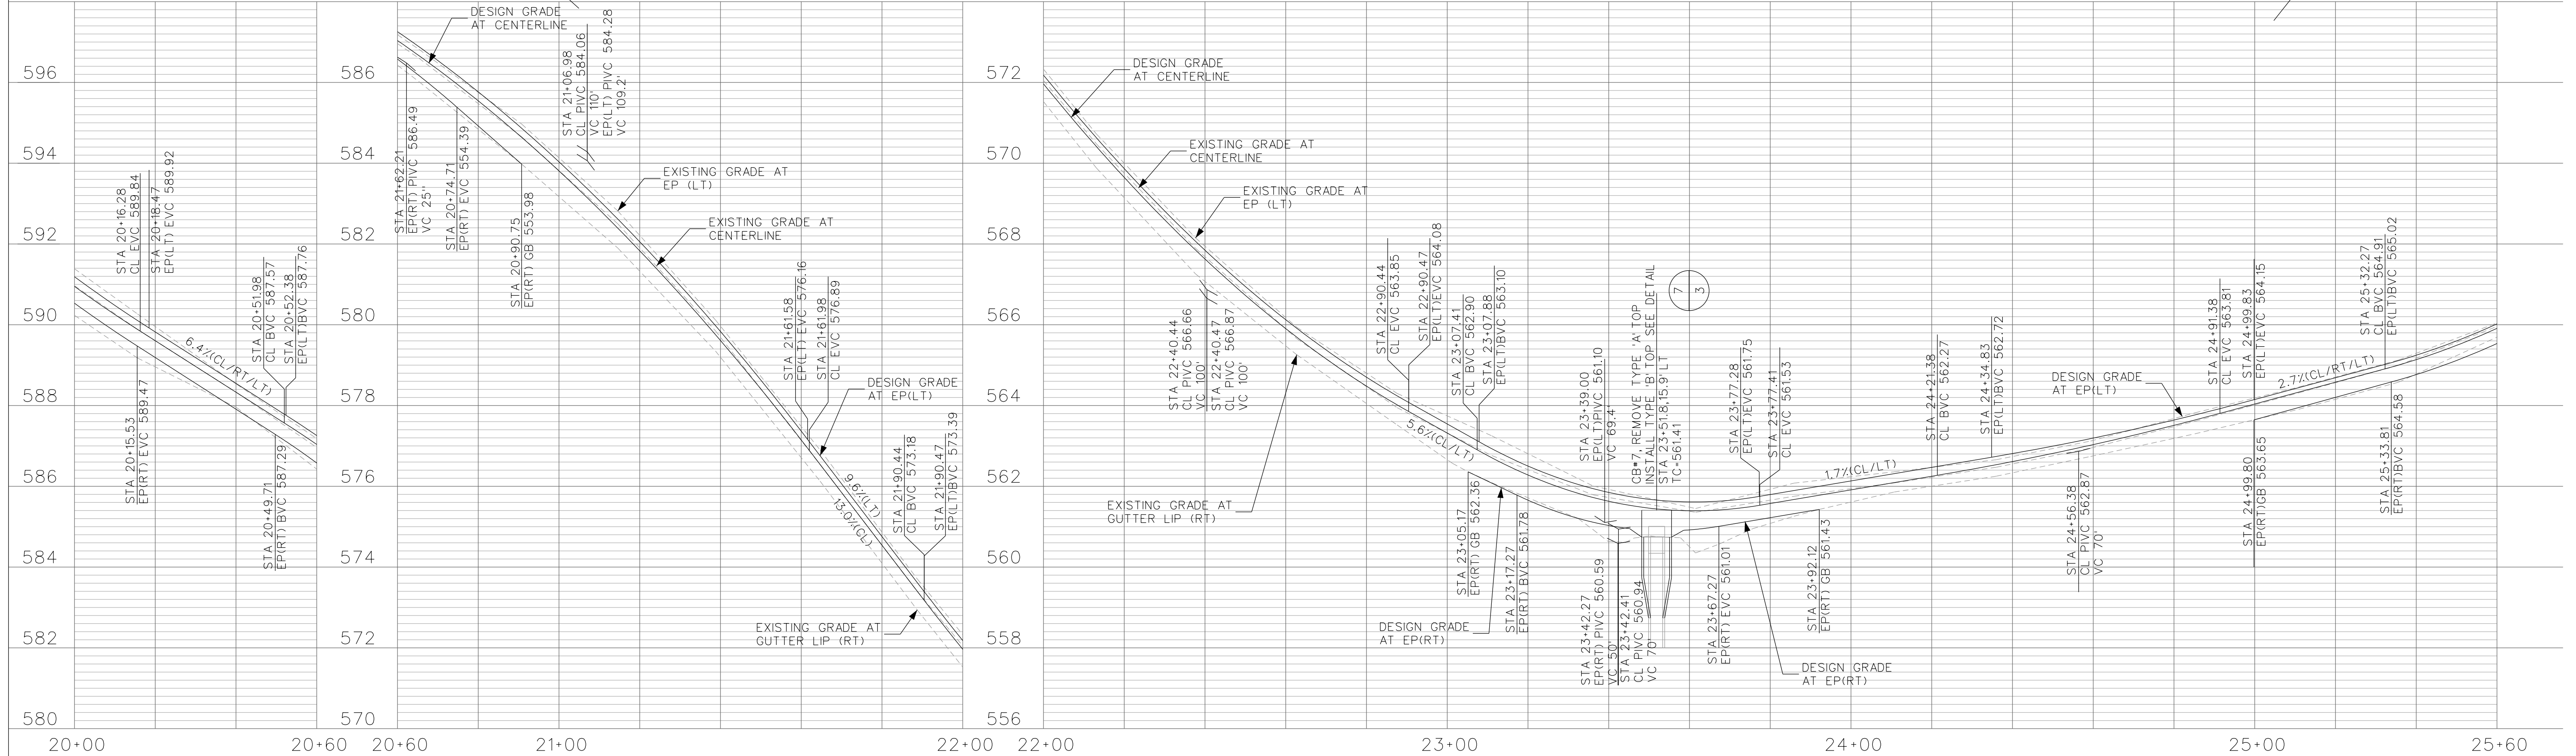 596
594
592
590
588
586
584
582
580
STA 20+16.28
CL EVC 589.84
STA 20+18.47
EP(LT) EVC 589.92
6.4%(CL/RT/LT)
STA 20+51.98
CL BVC 587.57
STA 20+52.38
EP(LT)BVC 587.76
STA 20+15.53
EP(RT) EVC 589.47
STA 20+49.71
EP(RT) BVC 587.29
20+00
20+60
586
584
582
580
578
576
574
572
570
DESIGN GRADE
AT CENTERLINE
STA 21+62.21
EP(RT) PIVC 586.49
VC 25"
STA 20+74.71
EP(RT) EVC 554.39
STA 20+90.75
EP(RT) GB 553.98
STA 21+06.98
CL PIVC 584.06
VC 110'
EP(LT) PIVC 584.28
VC 109.2'
EXISTING GRADE AT
EP (LT)
EXISTING GRADE AT
CENTERLINE
STA 21+61.58
EP(LT) EVC 576.16
STA 21+61.98
CL EVC 576.89
DESIGN GRADE
AT EP(LT)
9.6%(LT)
13.0%(CL)
STA 21+90.44
CL BVC 573.18
STA 21+90.47
EP(LT)BVC 573.39
EXISTING GRADE AT
GUTTER LIP (RT)
20+60
21+00
22+00
572
570
568
566
564
562
560
558
556
DESIGN GRADE
AT CENTERLINE
EXISTING GRADE AT
CENTERLINE
EXISTING GRADE AT
EP (LT)
STA 22+40.44
CL PIVC 566.66
VC 100'
STA 22+40.47
CL PIVC 566.87
VC 100'
EXISTING GRADE AT
GUTTER LIP (RT)
STA 22+90.44
CL EVC 563.85
STA 22+90.47
EP(LT)EVC 564.08
5.6%(CL/LT)
STA 23+07.41
CL BVC 562.90
STA 23+07.88
EP(LT)BVC 563.10
STA 23+05.17
EP(RT) GB 562.36
STA 23+17.27
EP(RT) BVC 561.78
DESIGN GRADE
AT EP(RT)
STA 23+39.00
EP(LT)PIVC 561.10
VC 69.4'
CB#7, REMOVE TYPE 'A' TOP
INSTALL TYPE 'B' TOP SEE DETAIL
STA 23+51.8,15.9' LT
TC=561.41
7
3
STA 23+42.27
EP(RT) PIVC 560.59
VC 50'
STA 23+42.41
CL PIVC 560.94
VC 70'
STA 23+67.27
EP(RT) EVC 561.01
STA 23+77.28
EP(LT)EVC 561.75
STA 23+77.41
CL EVC 561.53
STA 23+92.12
EP(RT) GB 561.43
DESIGN GRADE
AT EP(RT)
1.7%(CL/LT)
STA 24+21.38
CL BVC 562.27
STA 24+34.83
EP(LT)BVC 562.72
DESIGN GRADE
AT EP(LT)
STA 24+56.38
CL PIVC 562.87
VC 70'
STA 24+91.38
CL EVC 563.81
STA 24+99.83
EP(LT)EVC 564.15
STA 24+99.80
EP(RT)GB 563.65
2.7%(CL/RT/LT)
STA 25+32.27
CL BVC 564.91
EP(LT)BVC 565.02
STA 25+33.81
EP(RT)BVC 564.58
22+00
23+00
24+00
25+00
25+60